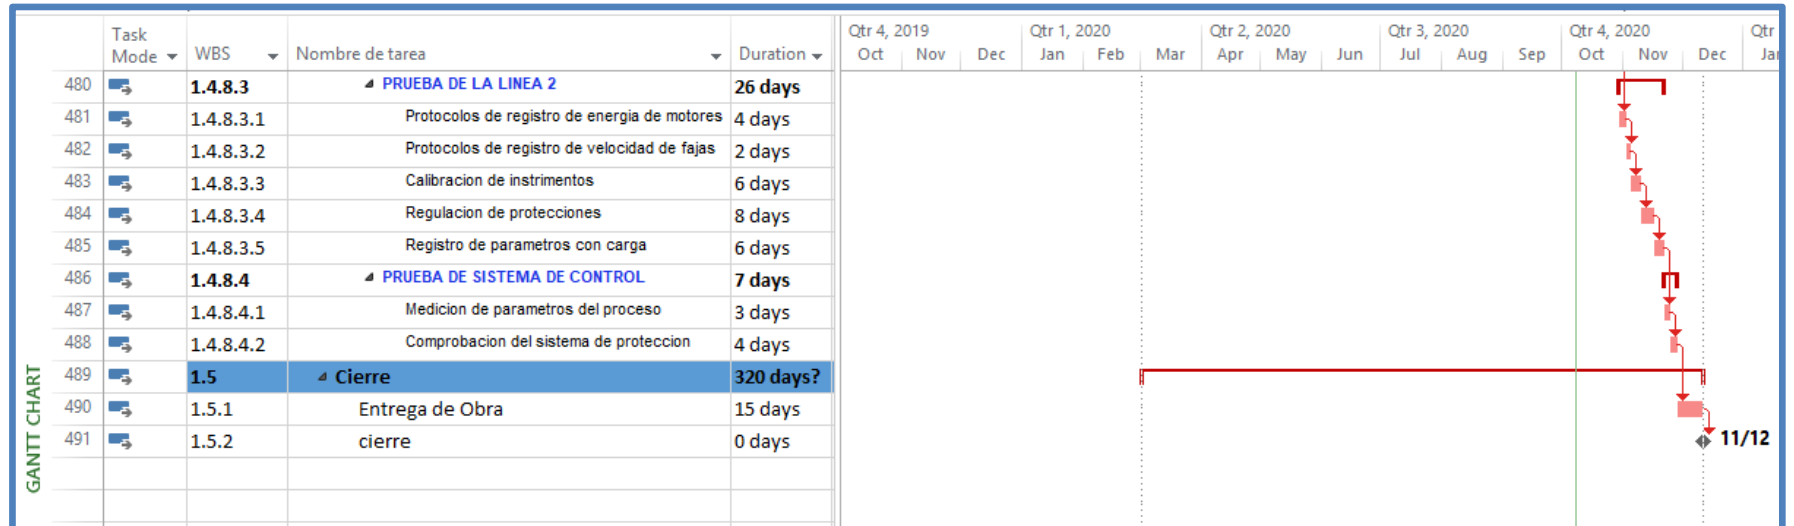 Task Mode WBS Nombre de tarea Duration
Qtr 4, 2019 Qtr 1, 2020 Qtr 2, 2020 Qtr 3, 2020 Qtr 4, 2020 Qtr
Oct Nov Dec Jan Feb Mar Apr May Jun Jul Aug Sep Oct Nov Dec
480 1.4.8.3 PRUEBA DE LA LINEA 2 26 days
481 1.4.8.3.1 Protocolos de registro de energia de motores 4 days
482 1.4.8.3.2 Protocolos de registro de velocidad de fajas 2 days
483 1.4.8.3.3 Calibracion de instrimentos 6 days
484 1.4.8.3.4 Regulacion de protecciones 8 days
485 1.4.8.3.5 Registro de parametros con carga 6 days
486 1.4.8.4 PRUEBA DE SISTEMA DE CONTROL 7 days
487 1.4.8.4.1 Medicion de parametros del proceso 3 days
488 1.4.8.4.2 Comprobacion del sistema de proteccion 4 days
489 1.5 Cierre 320 days?
490 1.5.1 Entrega de Obra 15 days
491 1.5.2 cierre 0 days 11/12
GANTT CHART